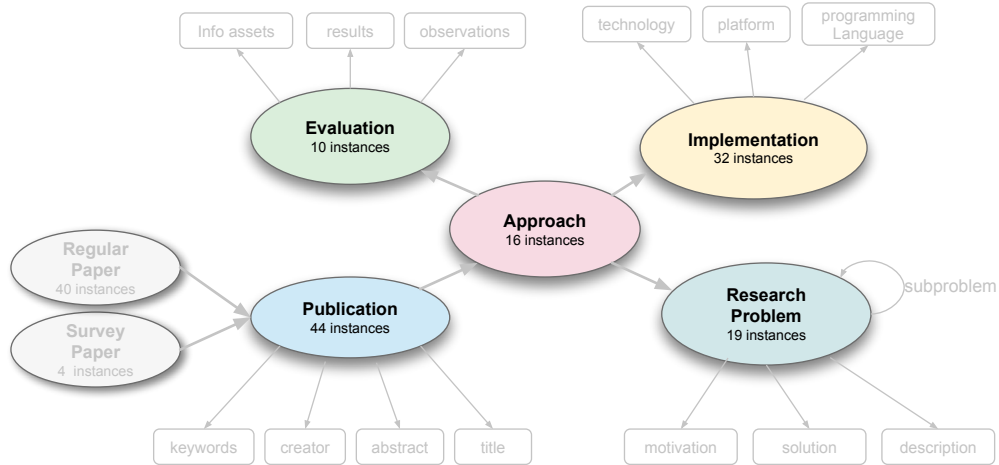 Info assets
results
observations
technology
platform
programming
Language
Evaluation
10 instances
Implementation
32 instances
Approach
16 instances
Regular
Paper
40 instances
Survey
Paper
4 instances
Publication
44 instances
Research
Problem
19 instances
subproblem
keywords
creator
abstract
title
motivation
solution
description